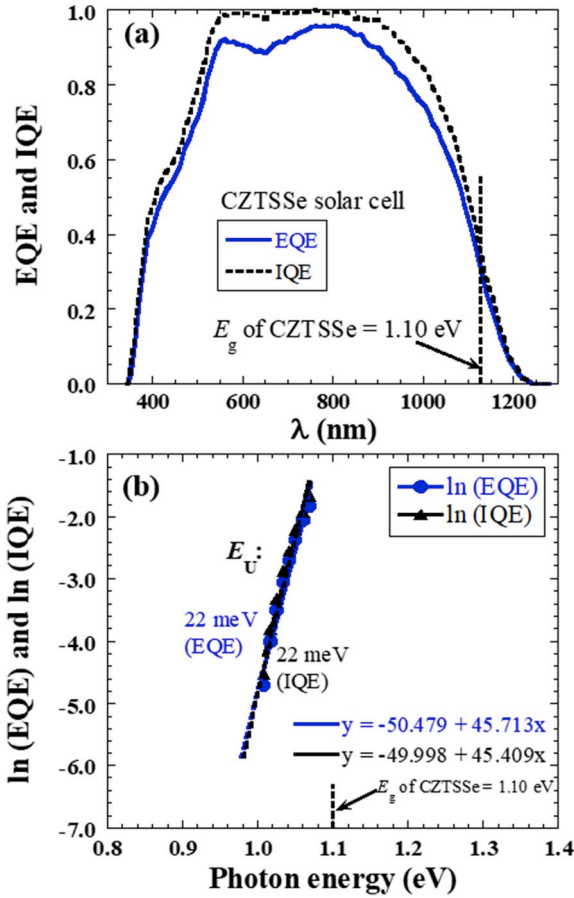 (a)
1.0
0.8
0.6
0.4
0.2
0.0
EQE and IQE
CZTSSe solar cell
EQE
IQE
Eg of CZTSSe = 1.10 eV
400 600 800 1000 1200
λ (nm)
(b)
-1.0
-2.0
-3.0
-4.0
-5.0
-6.0
-7.0
ln (EQE) and ln (IQE)
ln (EQE)
ln (IQE)
EU:
22 meV
(EQE)
22 meV
(IQE)
y = -50.479 + 45.713x
y = -49.998 + 45.409x
Eg of CZTSSe = 1.10 eV
0.8 0.9 1.0 1.1 1.2 1.3 1.4
Photon energy (eV)